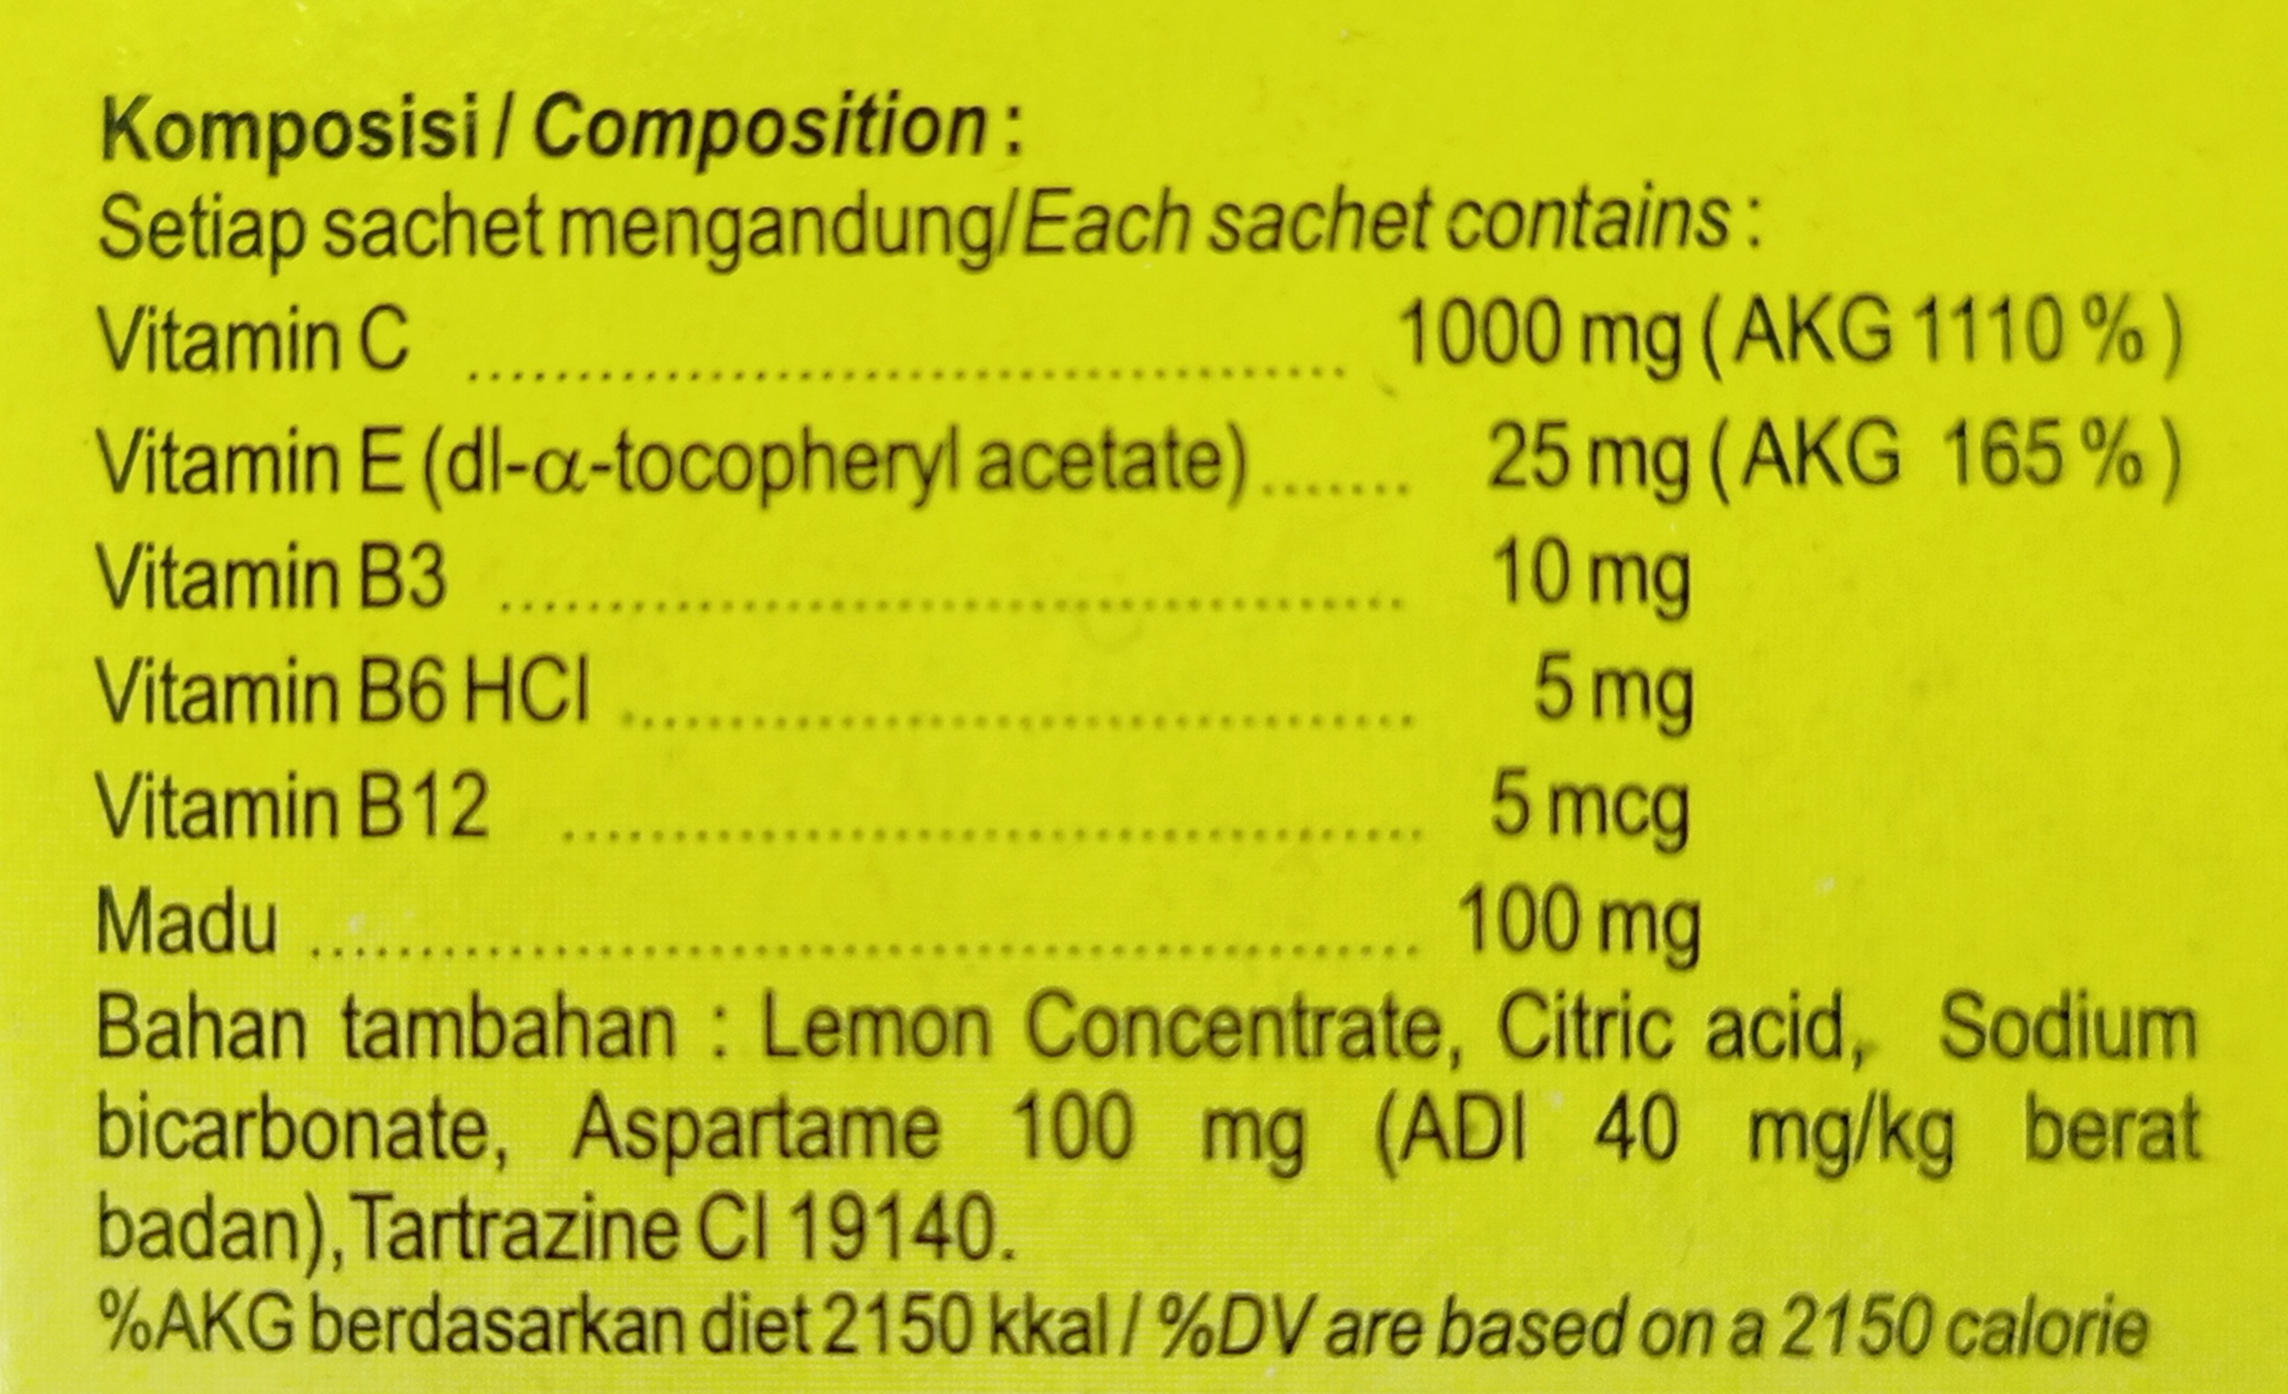 Komposisi / Composition :
Setiap sachet mengandung/Each sachet contains :
Vitamin C ................................................ 1000 mg ( AKG 1110 % )
Vitamin E (dl-α-tocopheryl acetate) ........ 25 mg ( AKG 165 % )
Vitamin B3 ................................................. 10 mg
Vitamin B6 HCl ........................................... 5 mg
Vitamin B12 ............................................... 5 mcg
Madu ............................................................ 100 mg
Bahan tambahan : Lemon Concentrate, Citric acid, Sodium
bicarbonate, Aspartame 100 mg (ADI 40 mg/kg berat
badan), Tartrazine CI 19140.
%AKG berdasarkan diet 2150 kkal / %DV are based on a 2150 calorie